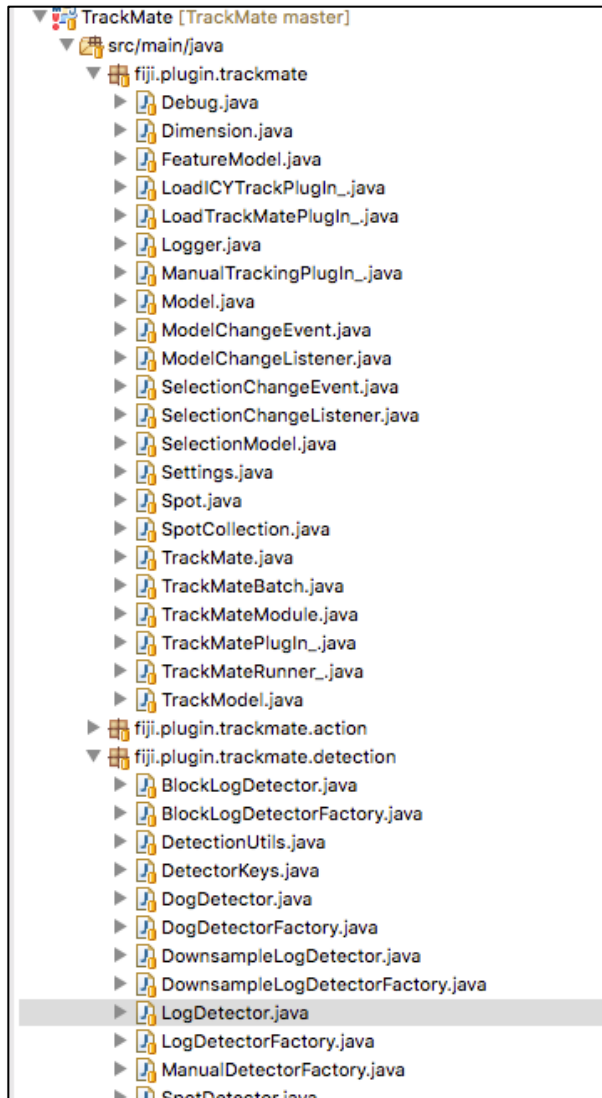 TrackMate [TrackMate master]
src/main/java
fiji.plugin.trackmate
Debug.java
Dimension.java
FeatureModel.java
LoadICYTrackPlugIn_.java
LoadTrackMatePlugIn_.java
Logger.java
ManualTrackingPlugIn_.java
Model.java
ModelChangeEvent.java
ModelChangeListener.java
SelectionChangeEvent.java
SelectionChangeListener.java
SelectionModel.java
Settings.java
Spot.java
SpotCollection.java
TrackMate.java
TrackMateBatch.java
TrackMateModule.java
TrackMatePlugIn_.java
TrackMateRunner_.java
TrackModel.java
fiji.plugin.trackmate.action
fiji.plugin.trackmate.detection
BlockLogDetector.java
BlockLogDetectorFactory.java
DetectionUtils.java
DetectorKeys.java
DogDetector.java
DogDetectorFactory.java
DownsampleLogDetector.java
DownsampleLogDetectorFactory.java
LogDetector.java
LogDetectorFactory.java
ManualDetectorFactory.java
SpotDetector.java